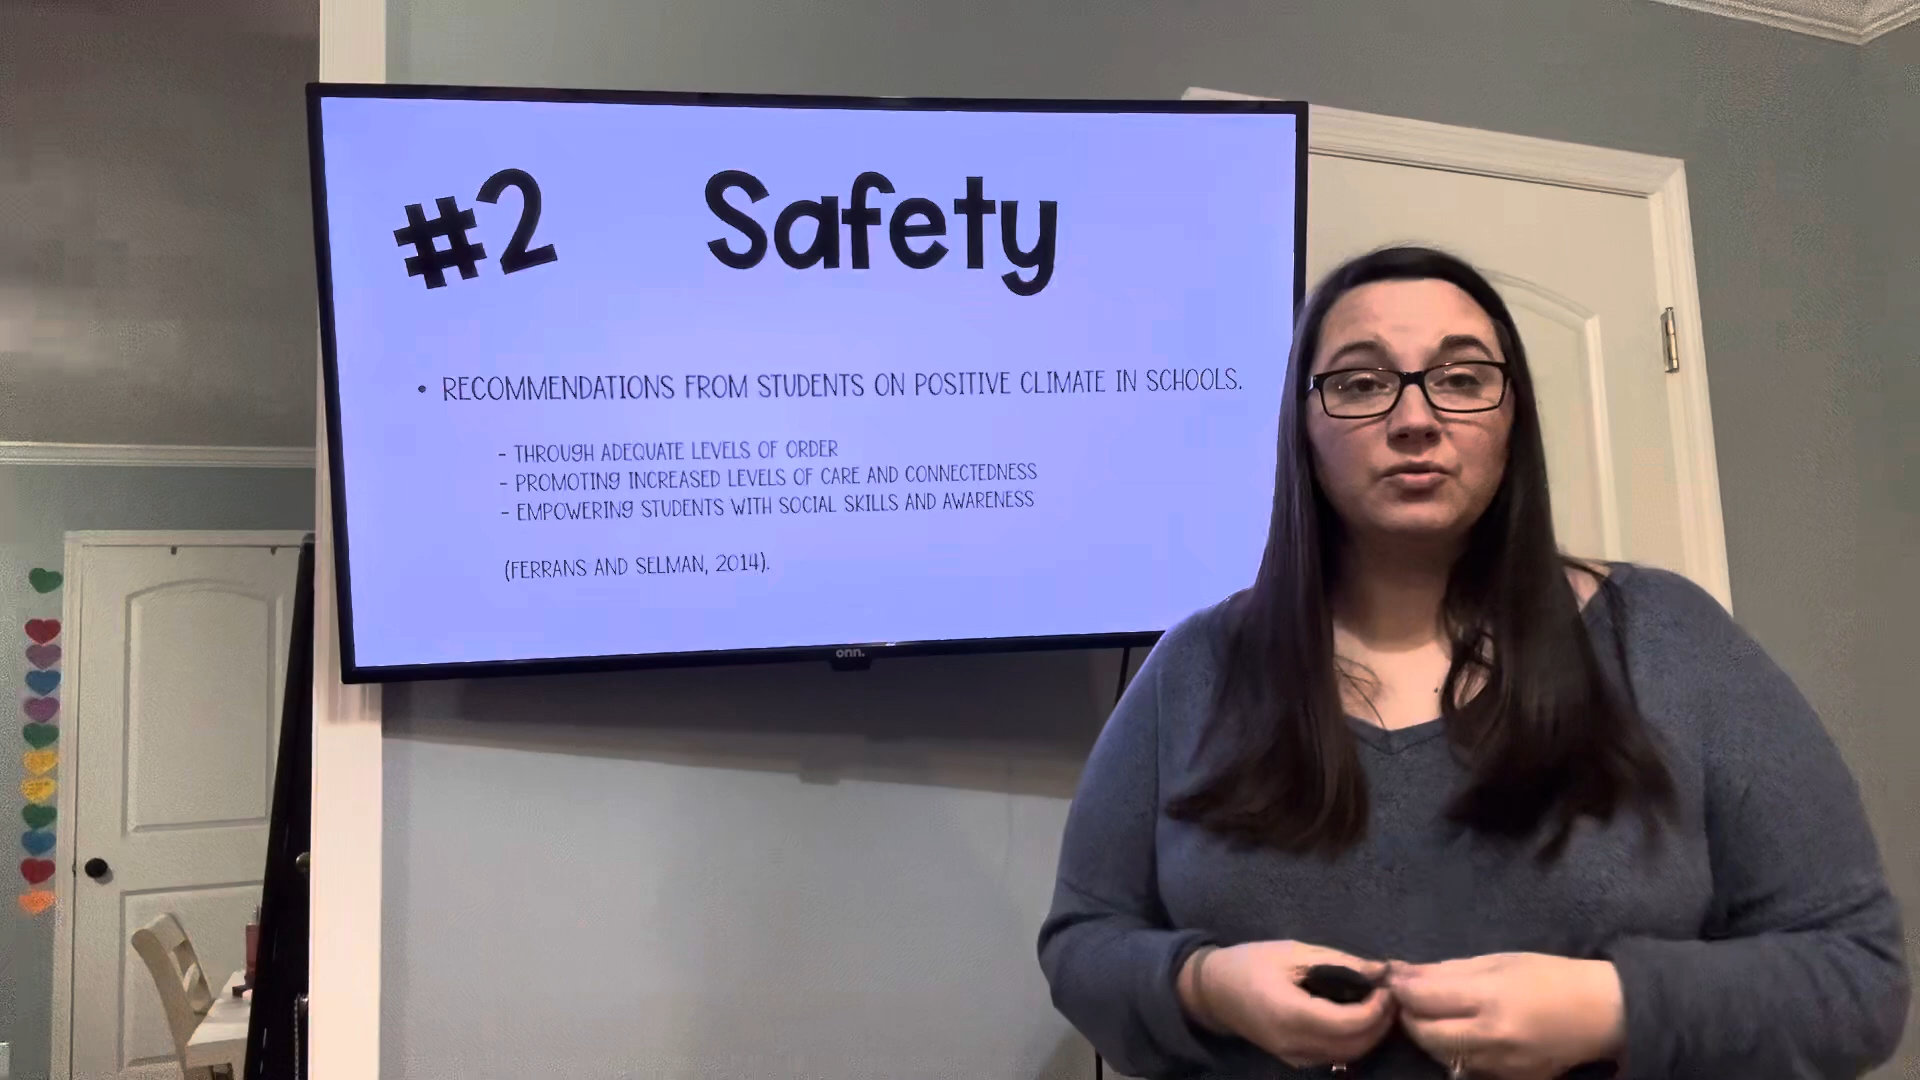 #2 Safety
• RECOMMENDATIONS FROM STUDENTS ON POSITIVE CLIMATE IN SCHOOLS.
- THROUGH ADEQUATE LEVELS OF ORDER
- PROMOTING INCREASED LEVELS OF CARE AND CONNECTEDNESS
- EMPOWERING STUDENTS WITH SOCIAL SKILLS AND AWARENESS
(FERRANS AND SELMAN, 2014).
onn.